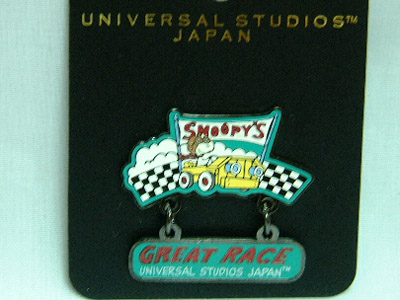 UNIVERSAL STUDIOS™
JAPAN
SNOOPY'S
GREAT RACE
UNIVERSAL STUDIOS JAPAN™